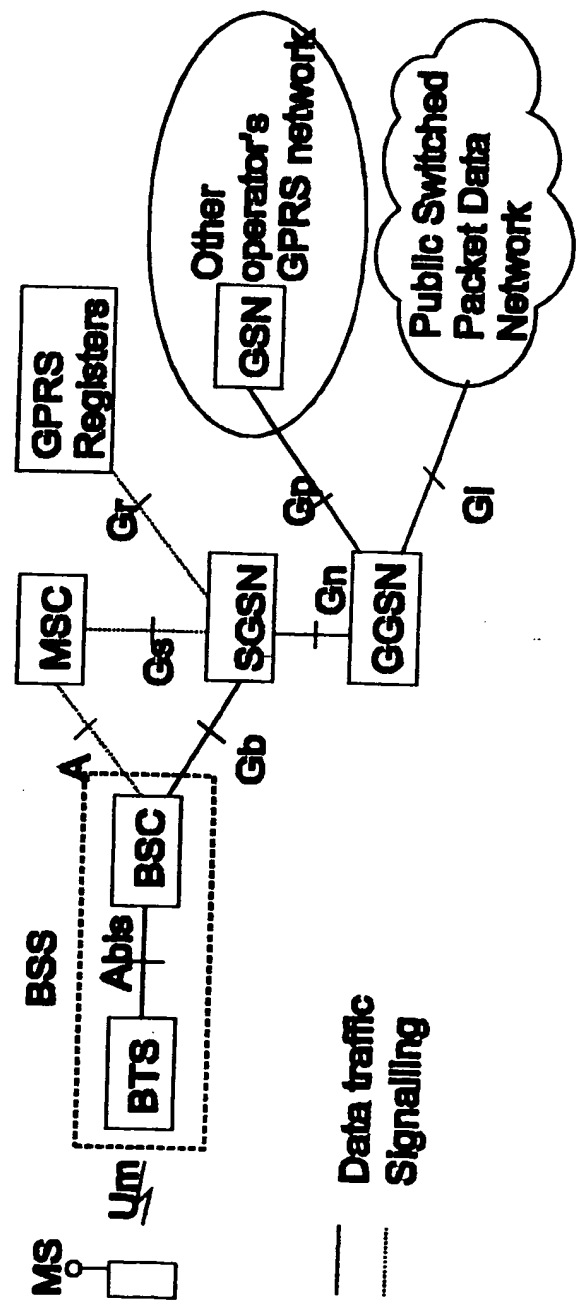 MS
Um
BSS
BTS
Abis
BSC
A
MSC
Gs
Gb
Gr
GPRS
Registers
SGSN
Gn
GGSN
Gp
Gi
Other
operator's
GPRS network
GSN
Public Switched
Packet Data
Network
Data traffic
Signalling